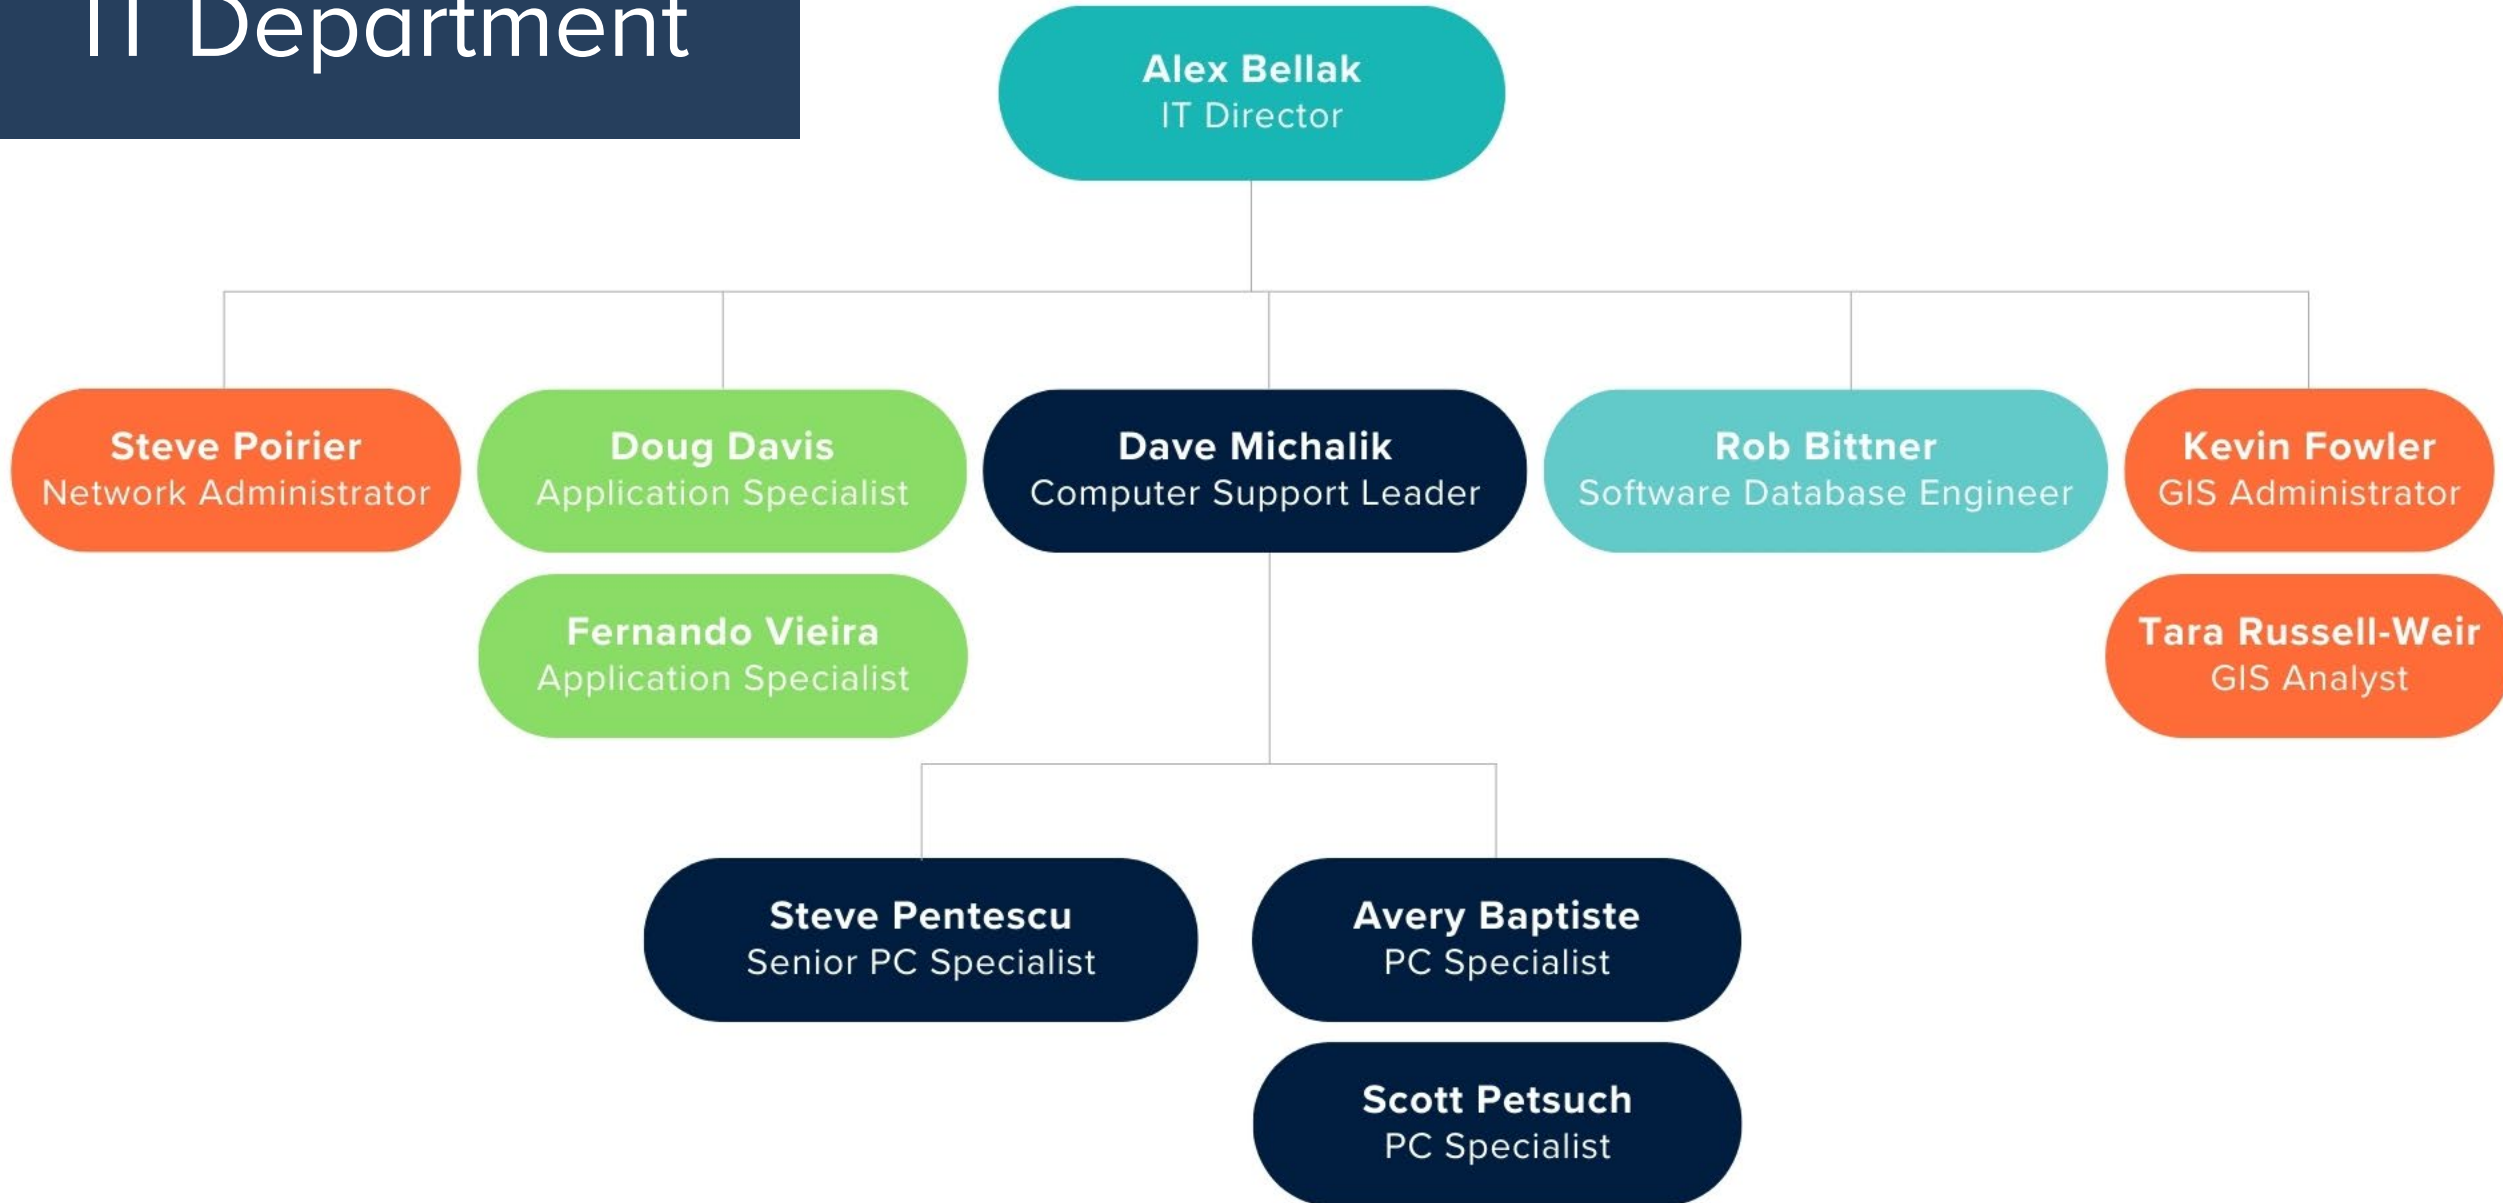 IT Department
Alex Bellak
IT Director
Steve Poirier
Network Administrator
Doug Davis
Application Specialist
Dave Michalik
Computer Support Leader
Rob Bittner
Software Database Engineer
Kevin Fowler
GIS Administrator
Fernando Vieira
Application Specialist
Tara Russell-Weir
GIS Analyst
Steve Pentescu
Senior PC Specialist
Avery Baptiste
PC Specialist
Scott Petsuch
PC Specialist